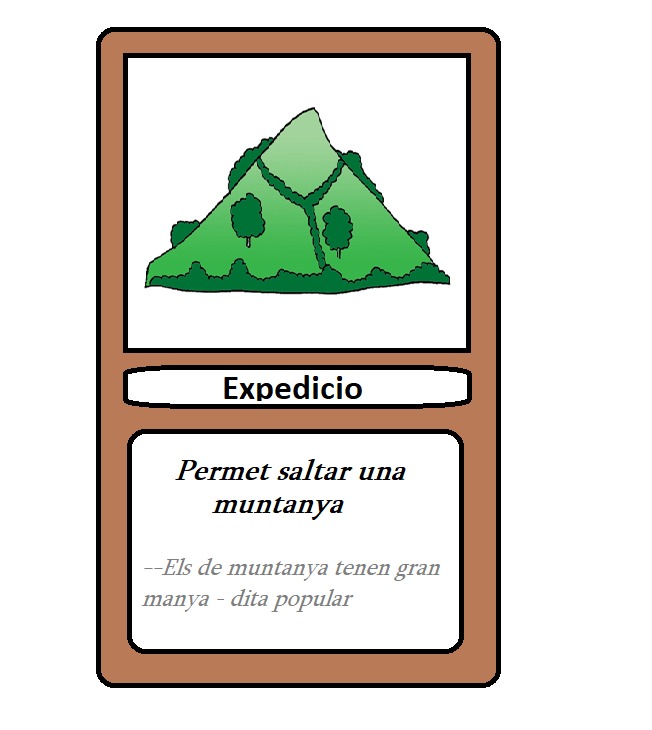 Expedicio
Permet saltar una
muntanya
--Els de muntanya tenen gran
manya - dita popular